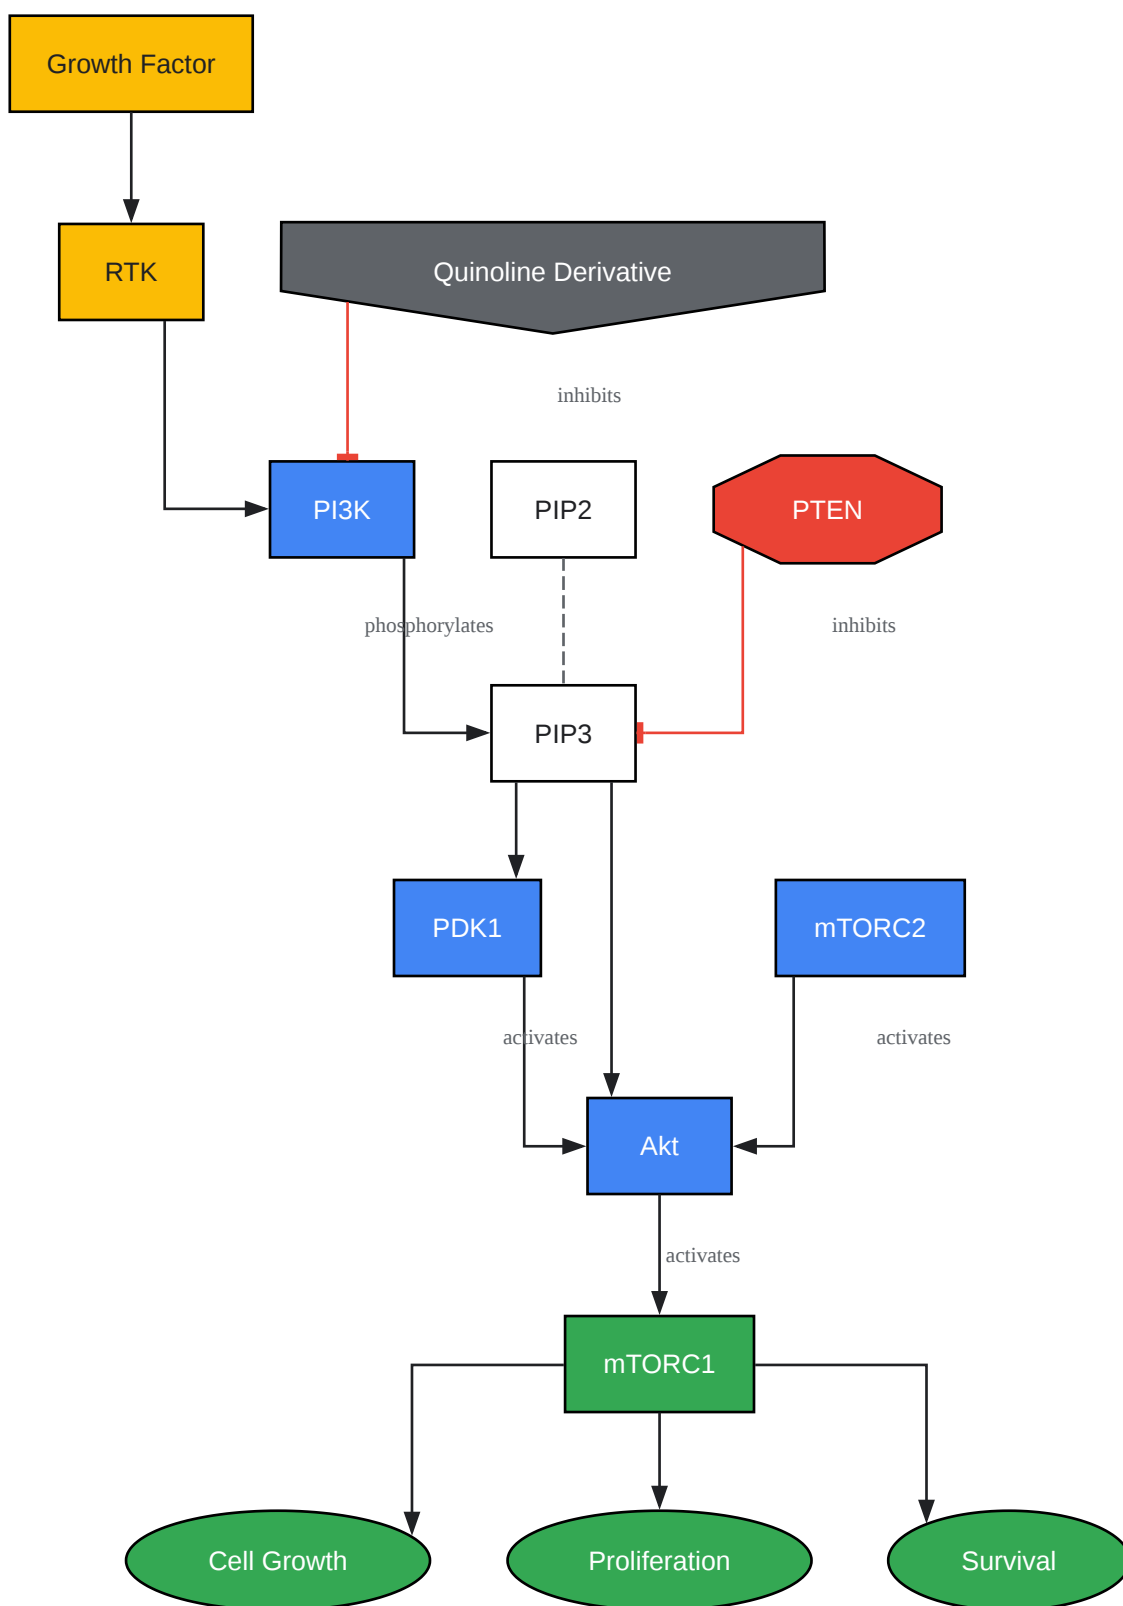 Growth Factor
RTK
Quinoline Derivative
inhibits
PI3K
PIP2
PTEN
phosphorylates
inhibits
PIP3
PDK1
mTORC2
activates
activates
Akt
activates
mTORC1
Cell Growth
Proliferation
Survival